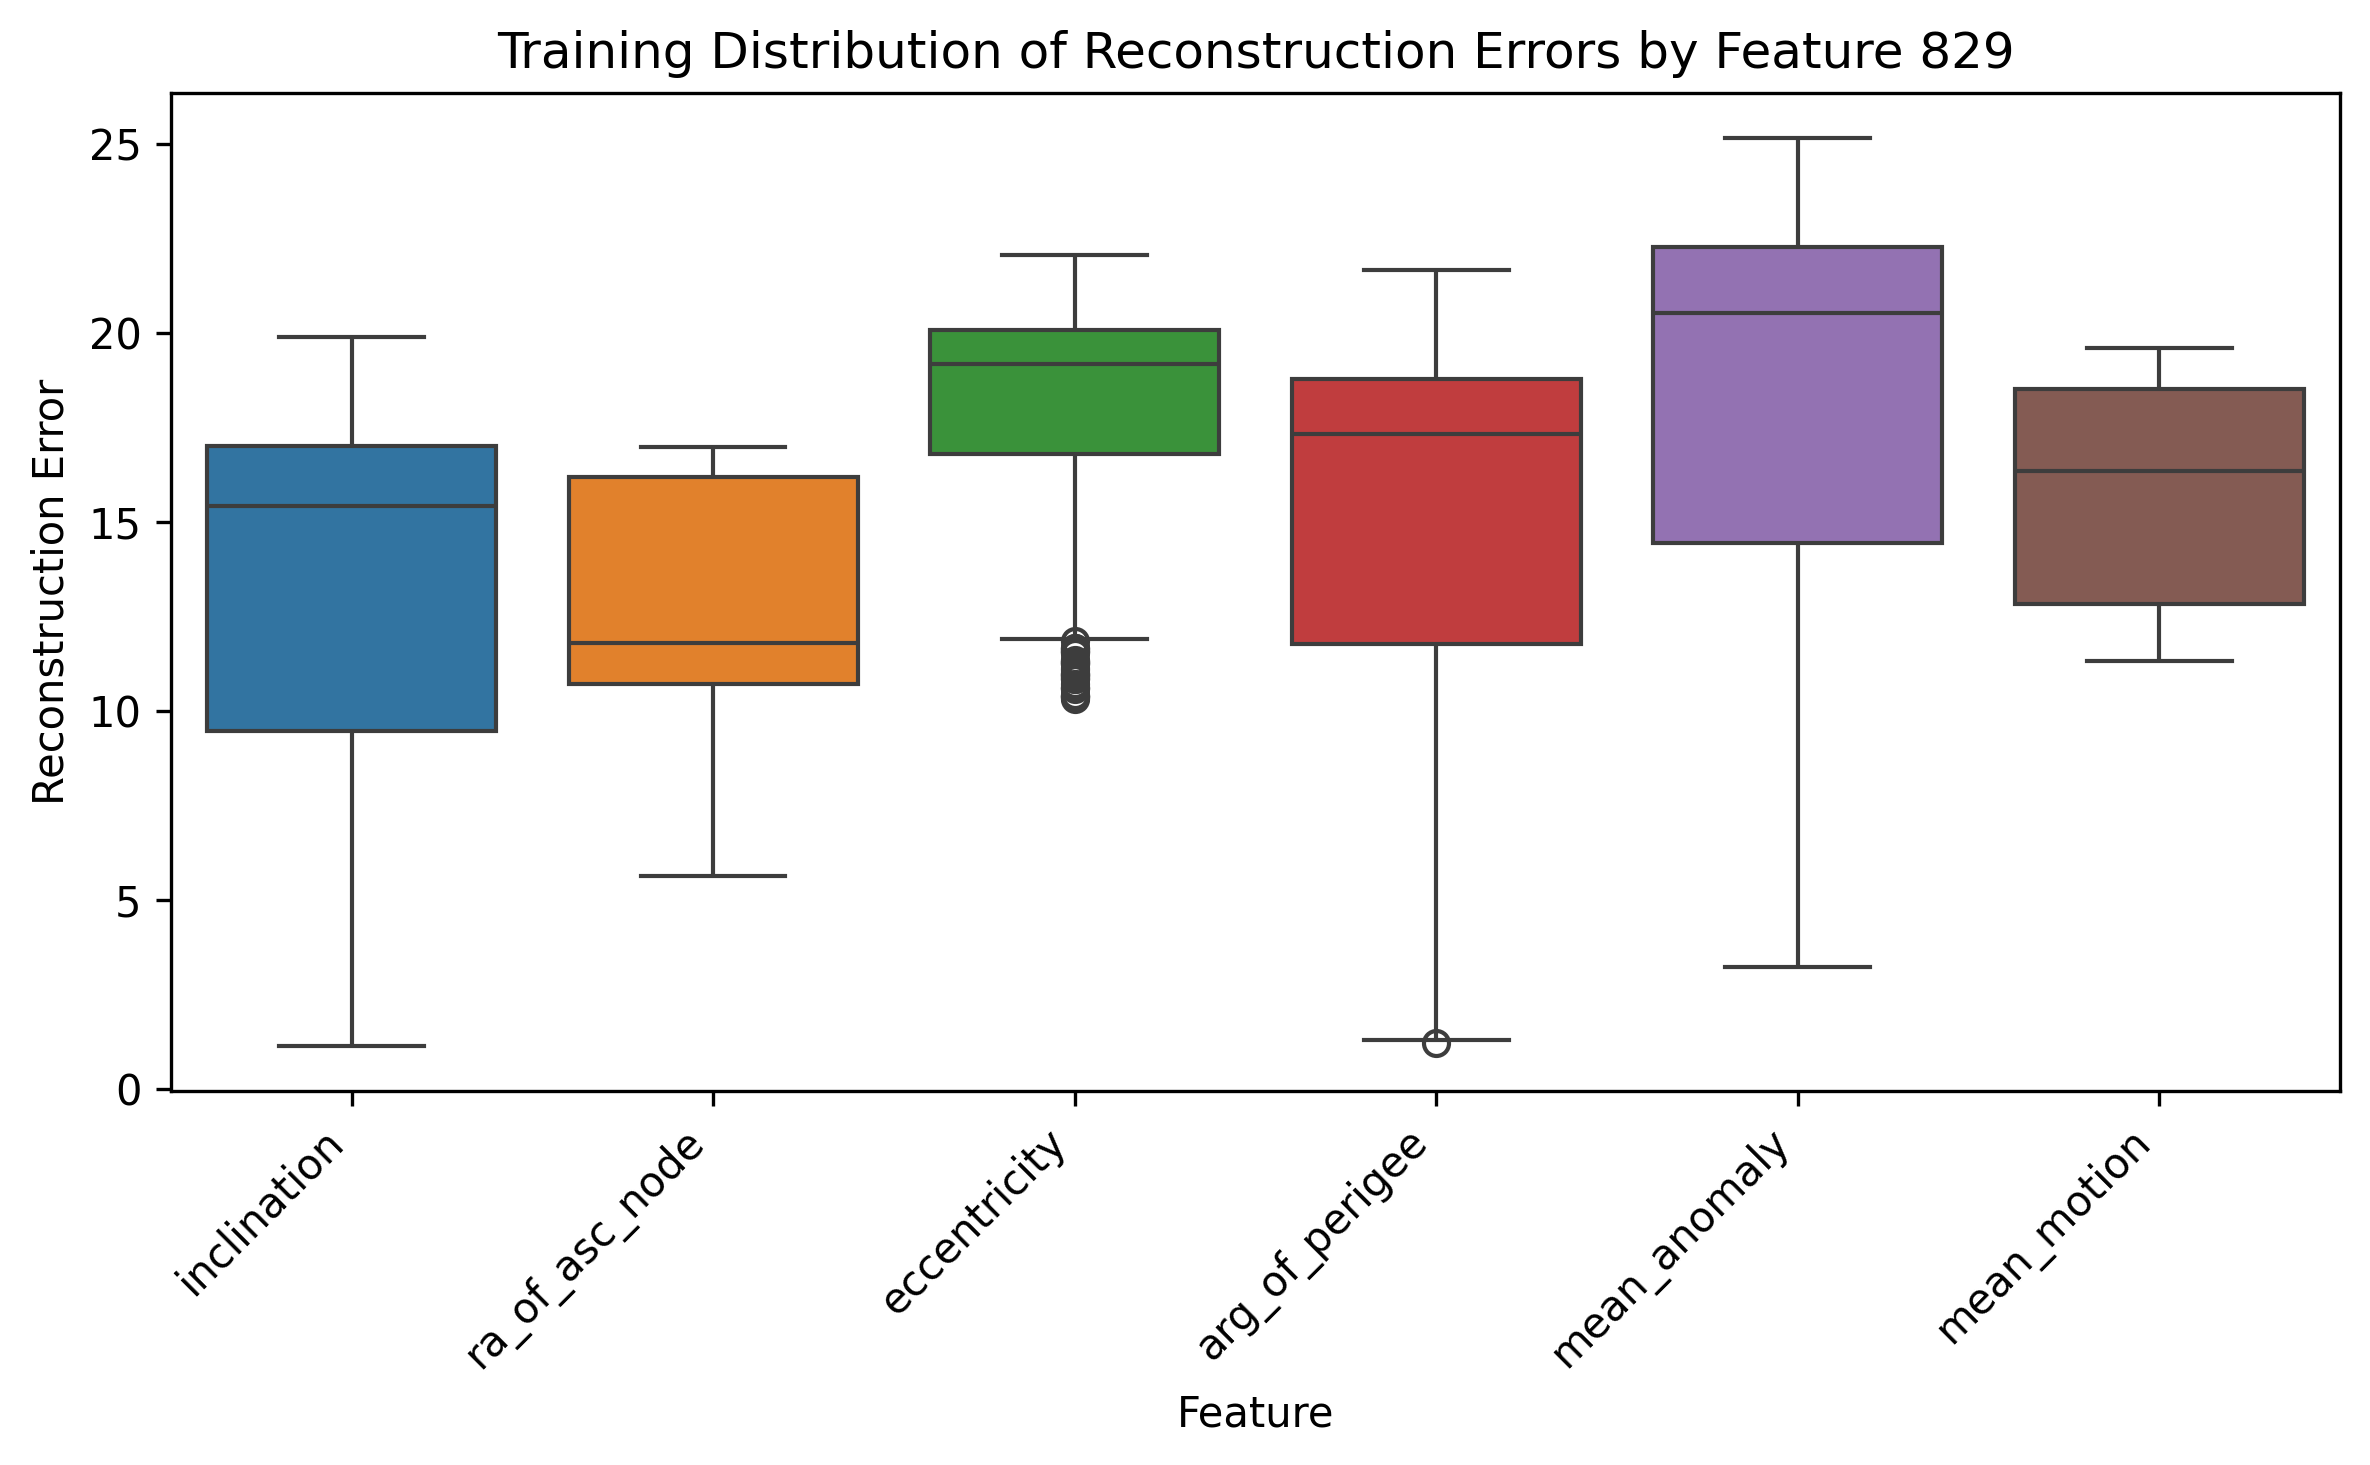 Training Distribution of Reconstruction Errors by Feature 829
Reconstruction Error
25
20
15
10
5
0
inclination
ra_of_asc_node
eccentricity
arg_of_perigee
mean_anomaly
mean_motion
Feature